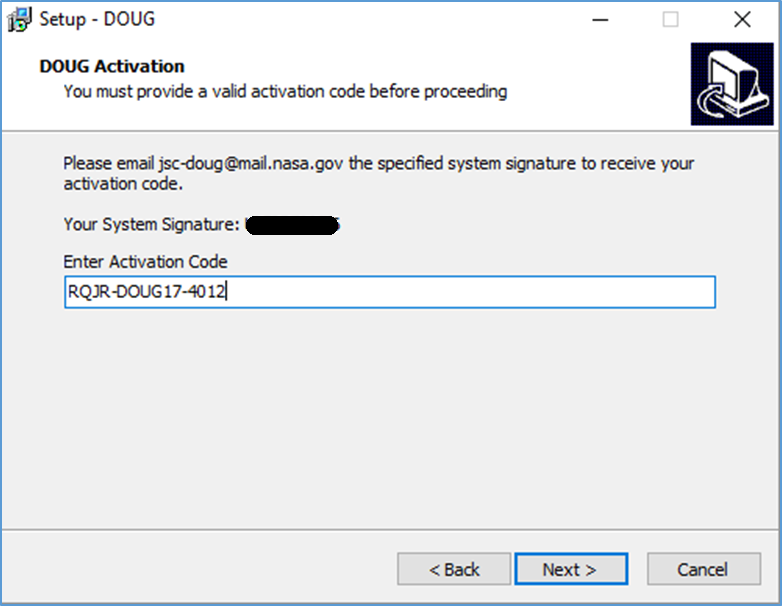 Setup - DOUG
DOUG Activation
You must provide a valid activation code before proceeding
Please email jsc-doug@mail.nasa.gov the specified system signature to receive your
activation code.
Your System Signature:
Enter Activation Code
RQJR-DOUG17-4012
< Back
Next >
Cancel